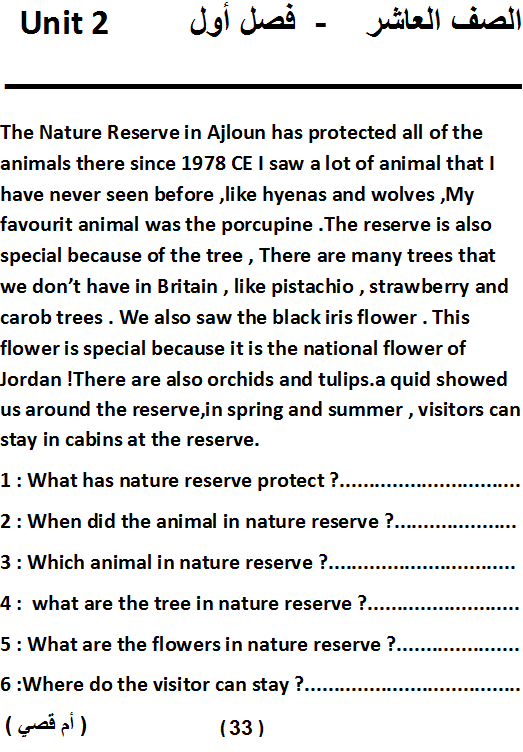 Unit 2 الصف العاشر - فصل أول
The Nature Reserve in Ajloun has protected all of the
animals there since 1978 CE I saw a lot of animal that I
have never seen before ,like hyenas and wolves ,My
favourit animal was the porcupine .The reserve is also
special because of the tree , There are many trees that
we don’t have in Britain , like pistachio , strawberry and
carob trees . We also saw the black iris flower . This
flower is special because it is the national flower of
Jordan !There are also orchids and tulips.a quid showed
us around the reserve,in spring and summer , visitors can
stay in cabins at the reserve.
1 : What has nature reserve protect ?...............................
2 : When did the animal in nature reserve ?.....................
3 : Which animal in nature reserve ?................................
4 :  what are the tree in nature reserve ?..........................
5 : What are the flowers in nature reserve ?.....................
6 :Where do the visitor can stay ?.....................................
( أم قصي ) ( 33 )